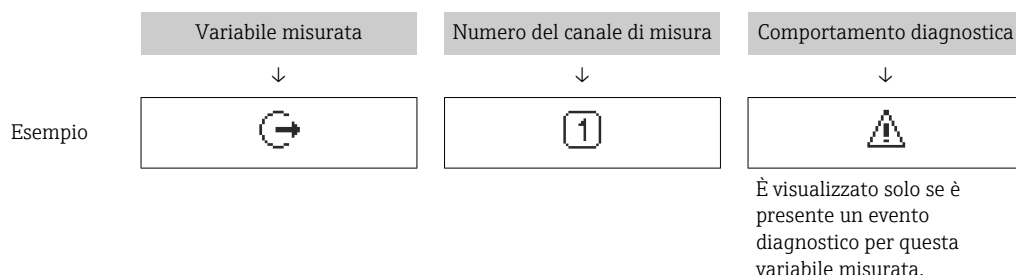 Variabile misurata
Numero del canale di misura
Comportamento diagnostica
↓ ↓ ↓
Esempio
1
È visualizzato solo se è
presente un evento
diagnostico per questa
variabile misurata.